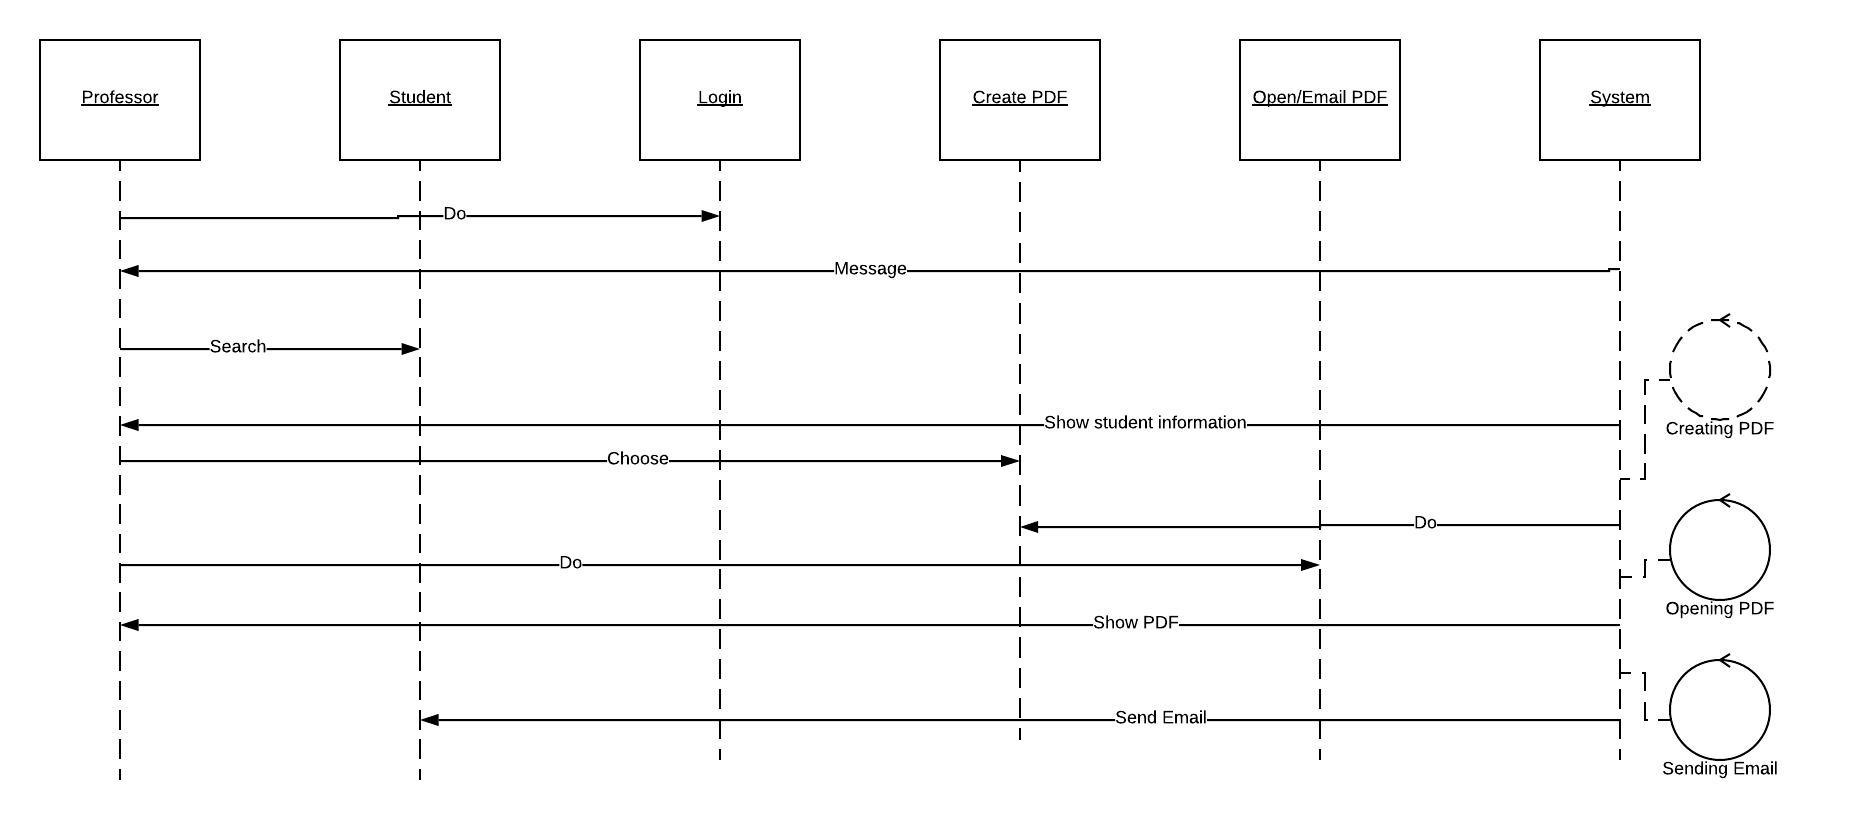 Professor
Student
Login
Create PDF
Open/Email PDF
System
Do
Message
Search
Show student information
Creating PDF
Choose
Do
Do
Opening PDF
Show PDF
Send Email
Sending Email